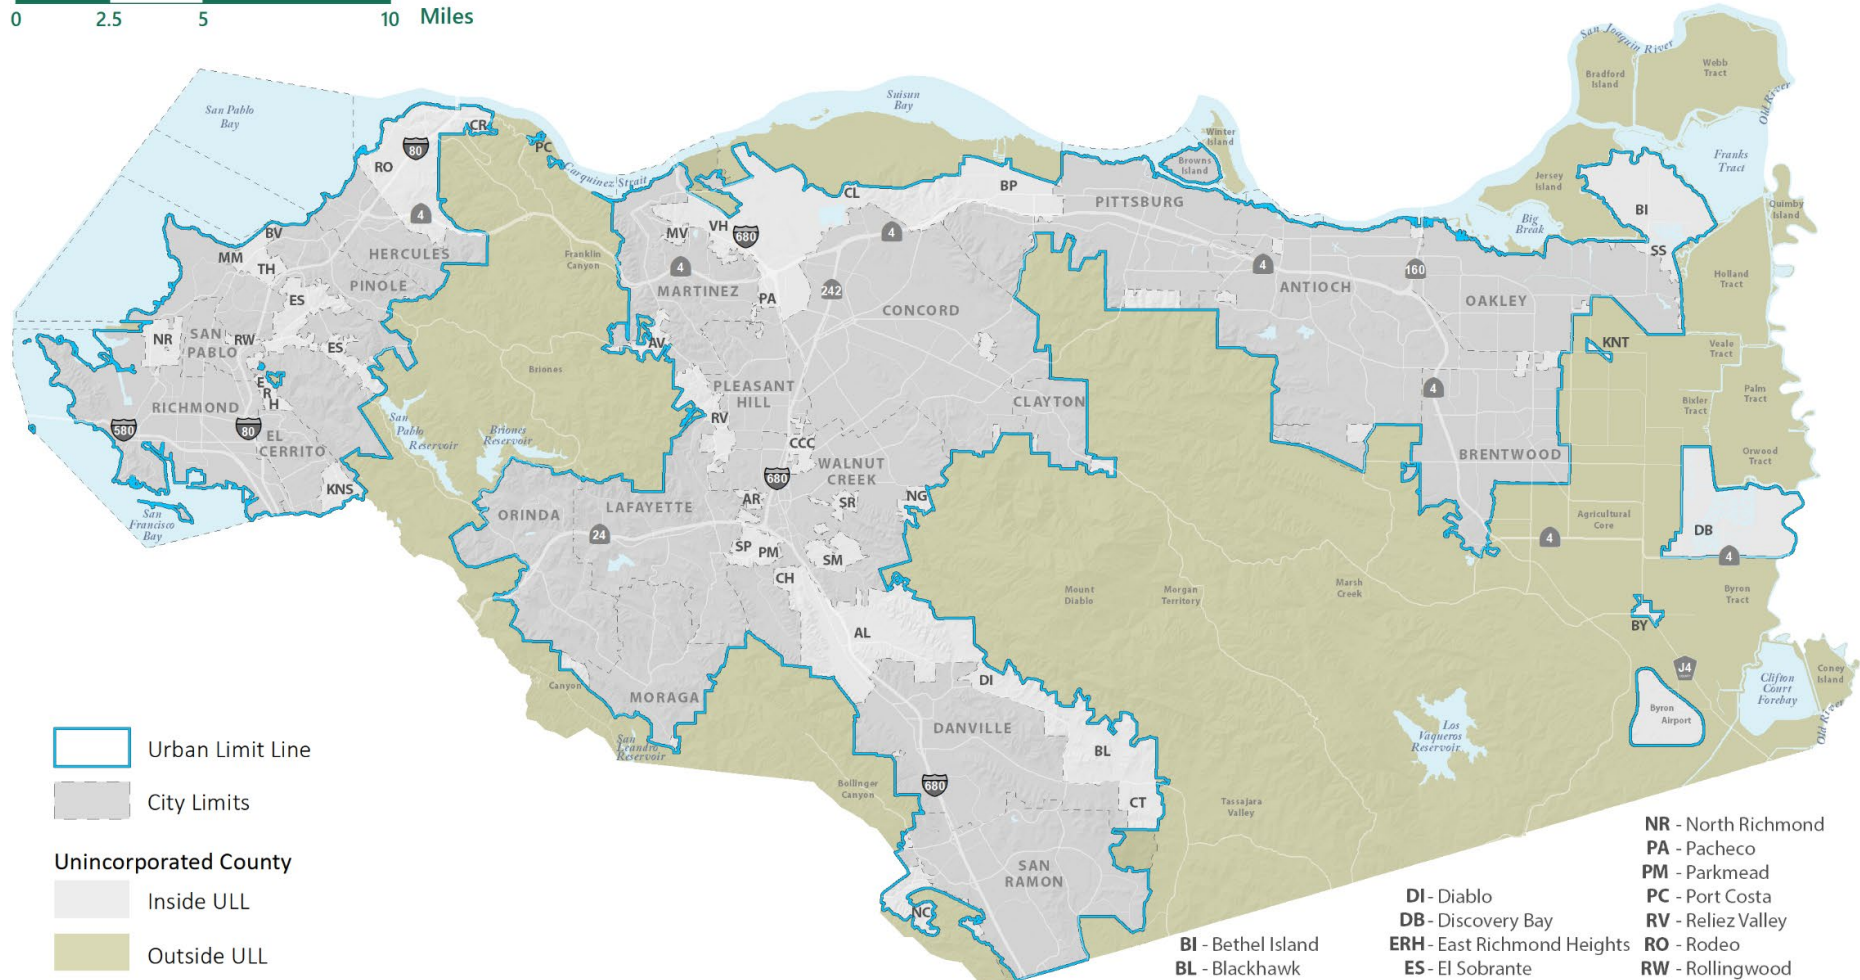 0 2.5 5 10 Miles
San Pablo
Bay
Suisun
Bay
San Joaquin River
Bradford
Island
Webb
Tract
Old River
Franks
Tract
Winter
Island
Browns
Island
Jersey
Island
Quimby
Island
Big
Break
Holland
Tract
Carquinez Strait
CR
PC
80
RO
4
BV
MM
TH
HERCULES
PINOLE
ES
NR
SAN
PABLO
RW
ES
E
R
H
RICHMOND
580
80
EL
CERRITO
KNS
San
Francisco
Bay
San
Pablo
Reservoir
Briones
Reservoir
Briones
Franklin
Canyon
MV
VH
680
CL
BP
4
4
MARTINEZ
PA
242
CONCORD
AV
PLEASANT
HILL
RV
CCC
CLAYTON
WALNUT
CREEK
680
AR
SR
NG
ORINDA
LAFAYETTE
24
SP
PM
SM
CH
AL
MORAGA
Canyon
San
Leandro
Reservoir
DI
DANVILLE
BL
CT
680
Bollinger
Canyon
SAN
RAMON
NC
Tassajara
Valley
PITTSBURG
4
ANTIOCH
160
OAKLEY
BI
SS
KNT
4
BRENTWOOD
Veale
Tract
Palm
Tract
Bixler
Tract
Orwood
Tract
Agricultural
Core
4
DB
4
Byron
Tract
BY
J4
Byron
Airport
Clifton
Court
Forebay
Coney
Island
Old River
Los
Vaqueros
Reservoir
Mount
Diablo
Morgan
Territory
Marsh
Creek
Urban Limit Line
City Limits
Unincorporated County
Inside ULL
Outside ULL
BI - Bethel Island
BL - Blackhawk
DI - Diablo
DB - Discovery Bay
ERH - East Richmond Heights
ES - El Sobrante
NR - North Richmond
PA - Pacheco
PM - Parkmead
PC - Port Costa
RV - Reliez Valley
RO - Rodeo
RW - Rollingwood